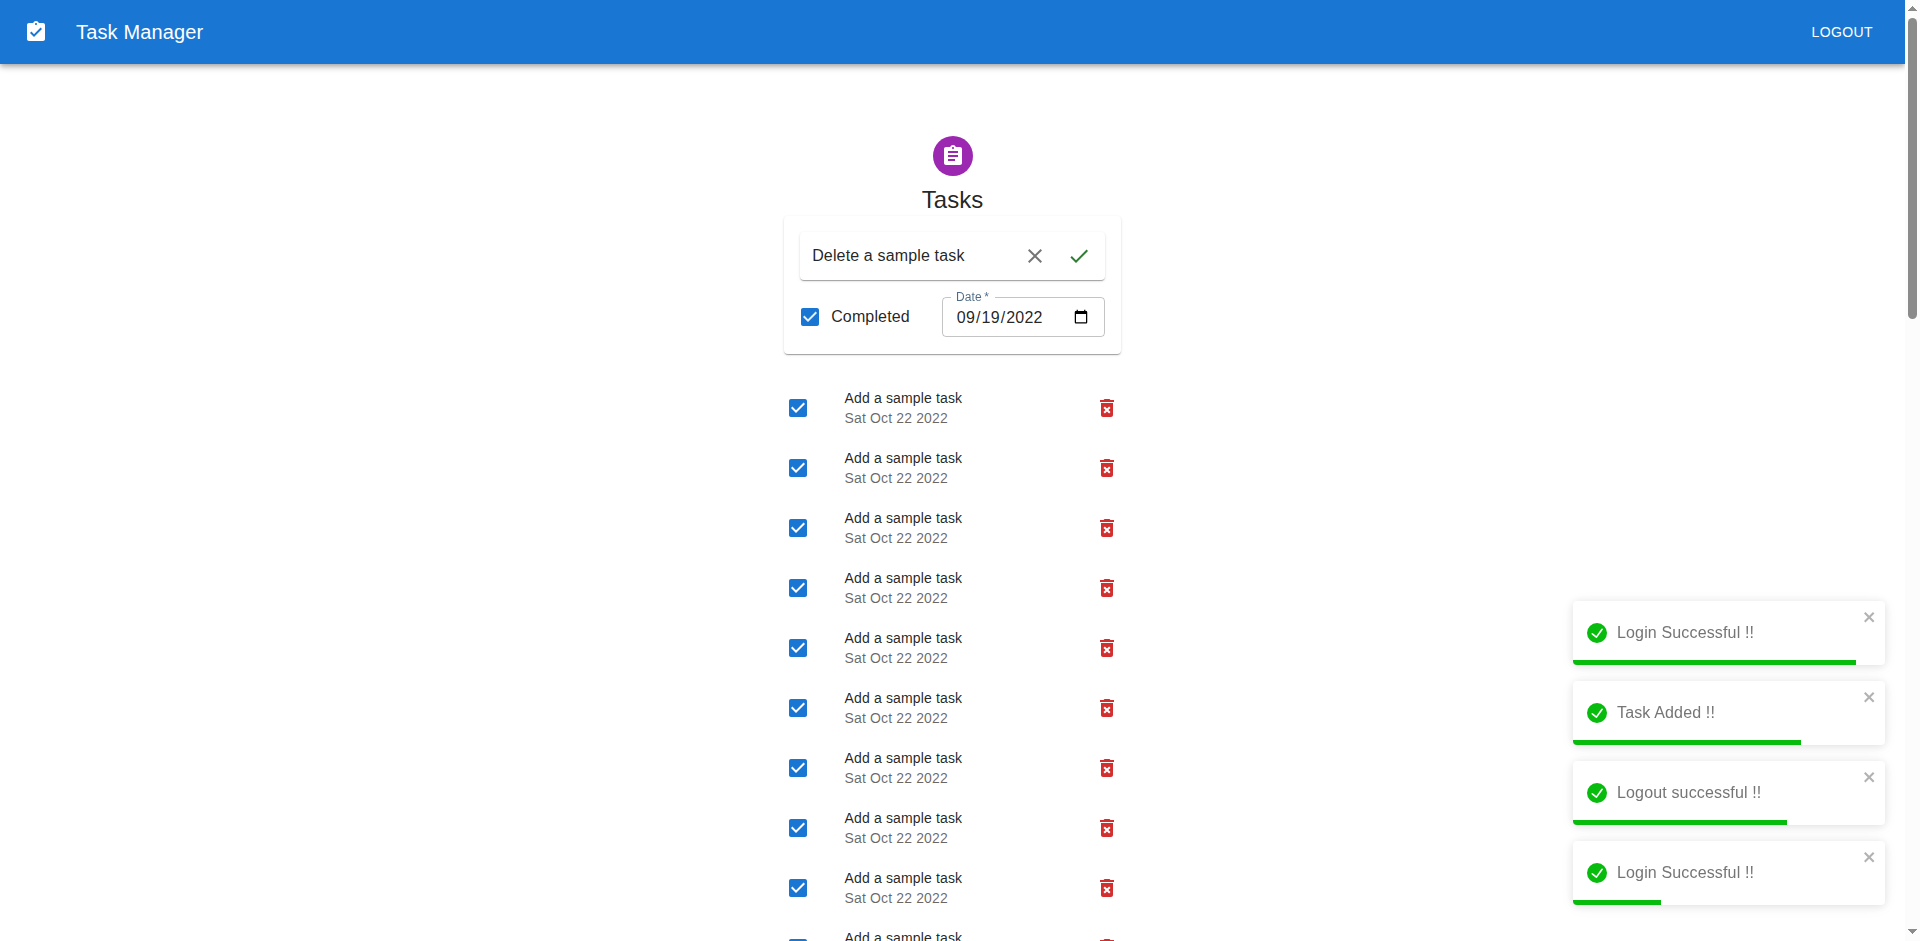 Task Manager
LOGOUT
Tasks
Delete a sample task
Completed
Date *
09/19/2022
Add a sample task
Sat Oct 22 2022
Add a sample task
Sat Oct 22 2022
Add a sample task
Sat Oct 22 2022
Add a sample task
Sat Oct 22 2022
Add a sample task
Sat Oct 22 2022
Add a sample task
Sat Oct 22 2022
Add a sample task
Sat Oct 22 2022
Add a sample task
Sat Oct 22 2022
Add a sample task
Sat Oct 22 2022
Add a sample task
Login Successful !!
Task Added !!
Logout successful !!
Login Successful !!